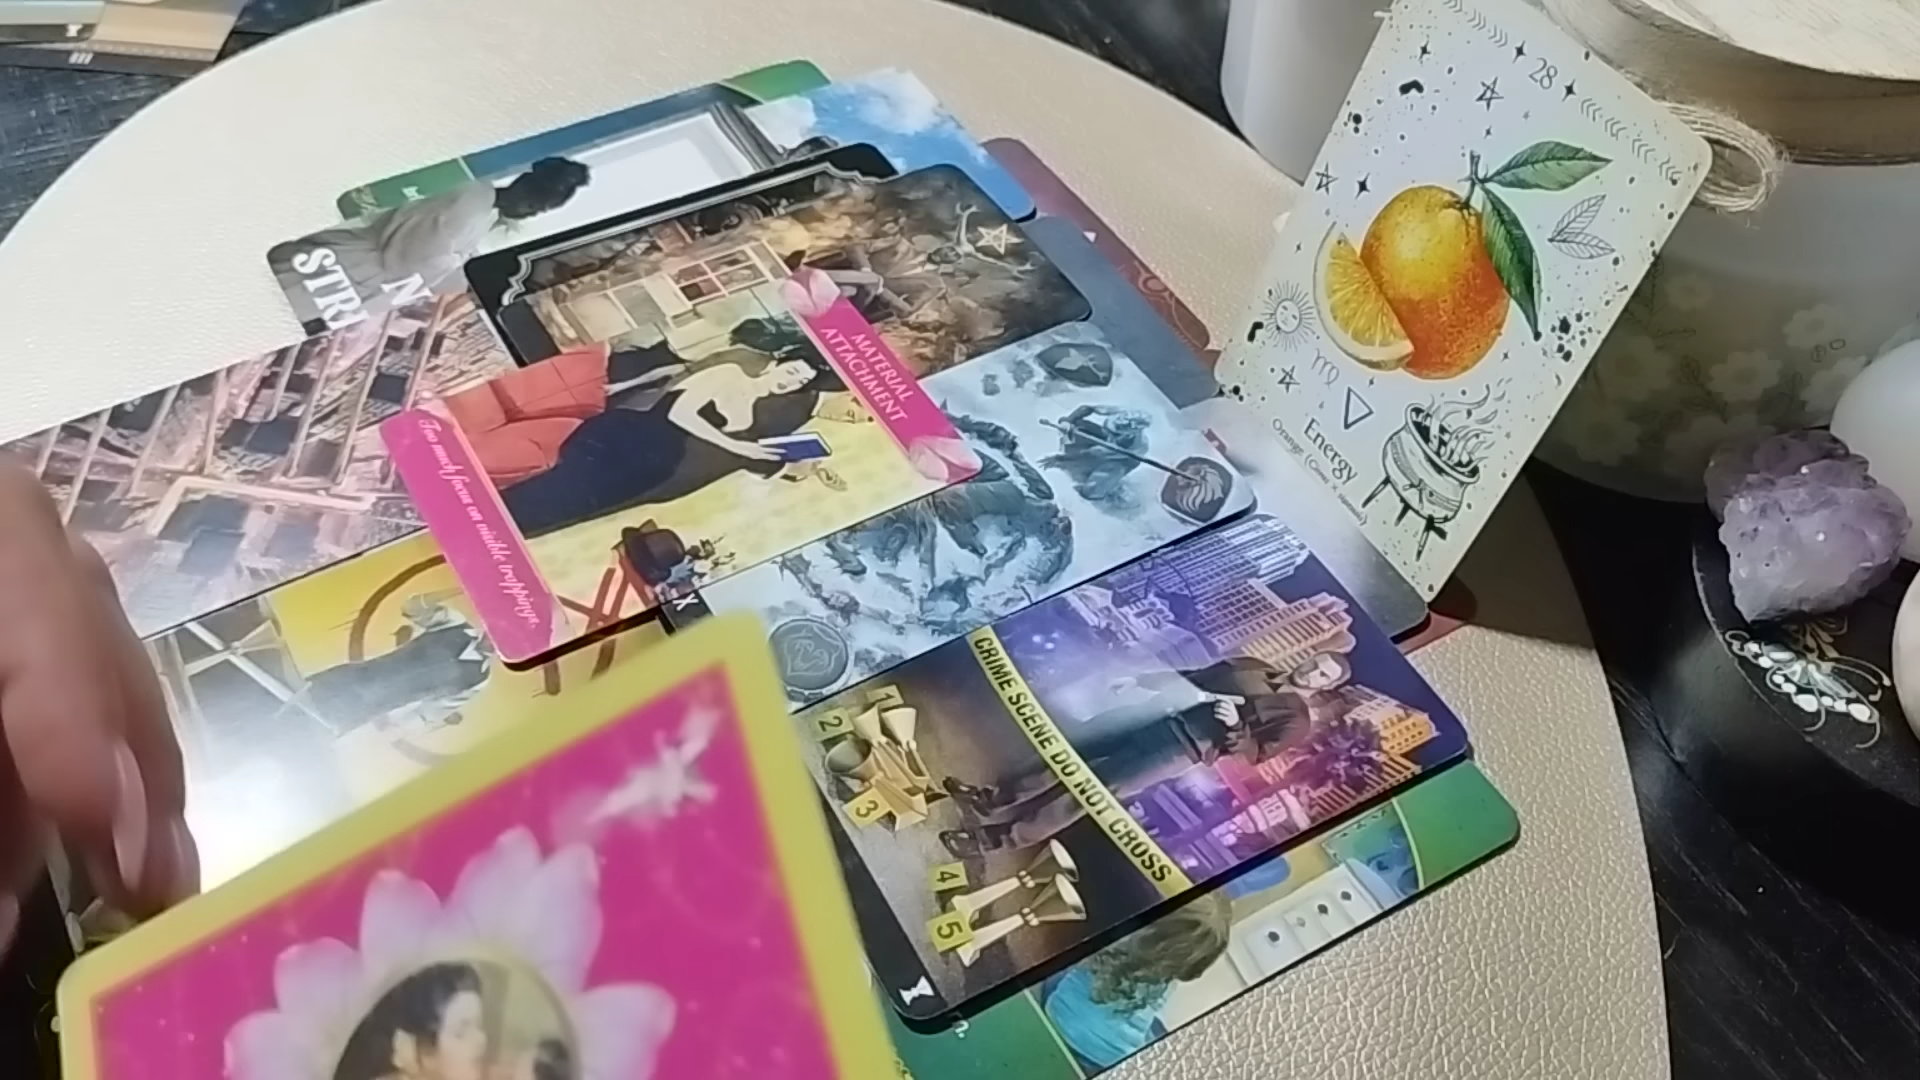 28
Energy
STRE
N
MATERIAL
ATTACHMENT
Too much focus on visible trappings.
X
CRIME SCENE DO NOT CROSS
1
2
3
4
5